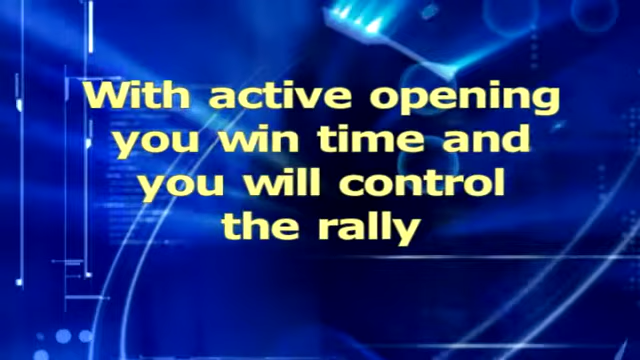 With active opening
you win time and
you will control
the rally